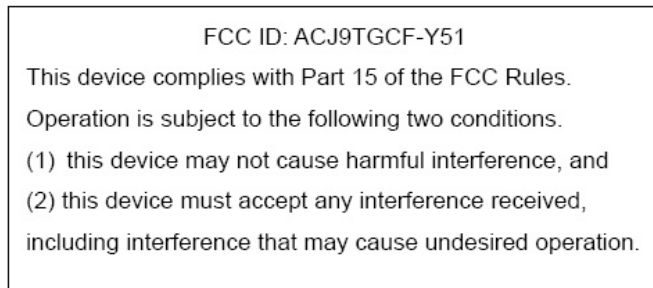 FCC ID: ACJ9TGCF-Y51
This device complies with Part 15 of the FCC Rules.
Operation is subject to the following two conditions.
(1) this device may not cause harmful interference, and
(2) this device must accept any interference received,
including interference that may cause undesired operation.